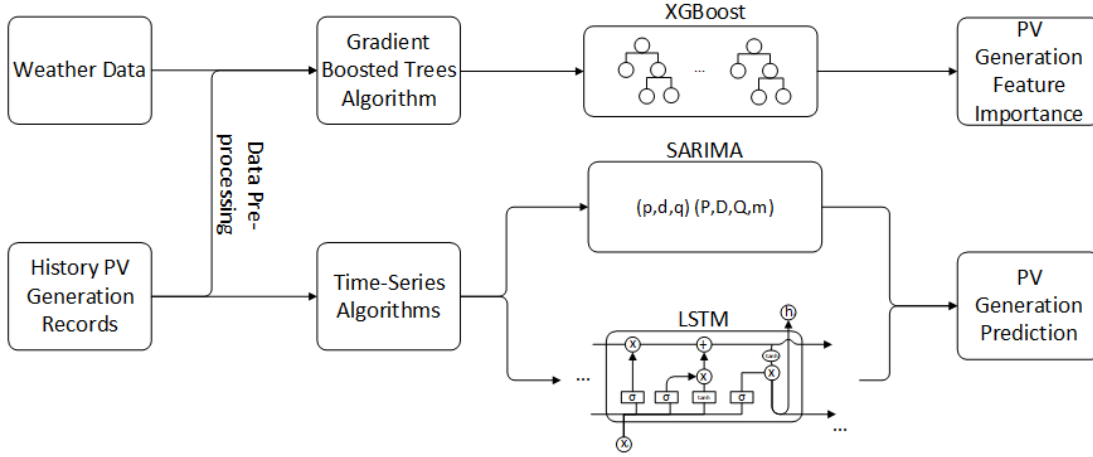 XGBoost
Weather Data
Gradient
Boosted Trees
Algorithm
...
PV
Generation
Feature
Importance
Data Pre-
processing
SARIMA
(p,d,q) (P,D,Q,m)
History PV
Generation
Records
Time-Series
Algorithms
PV
Generation
Prediction
LSTM
h
x
+
tanh
x
x
...
σ
σ
tanh
σ
...
x